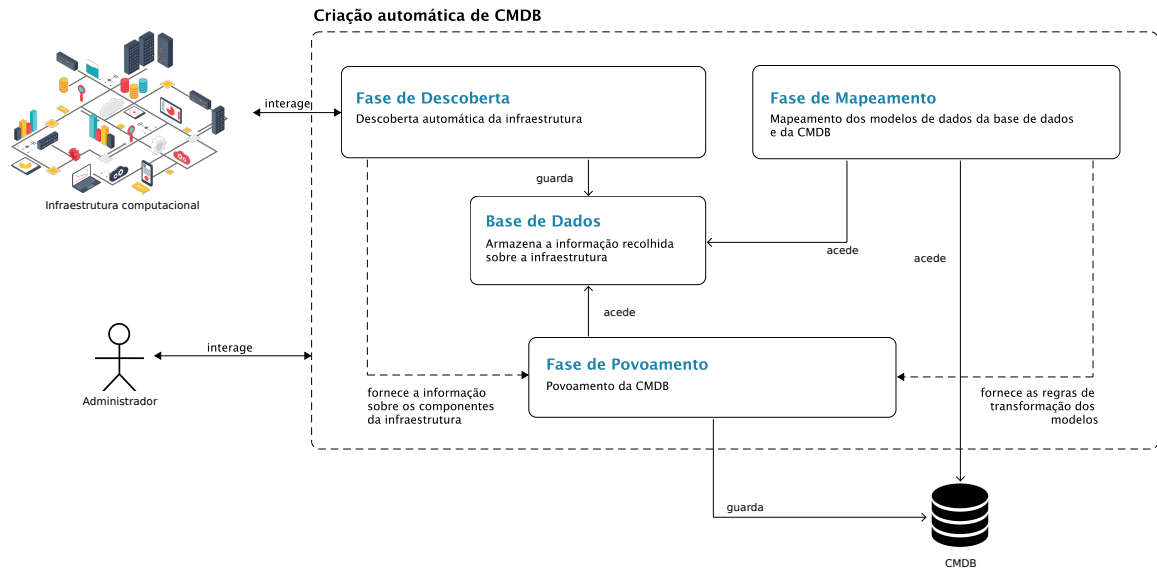 Criação automática de CMDB
Fase de Descoberta
Descoberta automática da infraestrutura
Fase de Mapeamento
Mapeamento dos modelos de dados da base de dados
e da CMDB
interage
Infraestrutura computacional
guarda
Base de Dados
Armazena a informação recolhida
sobre a infraestrutura
acede
acede
acede
interage
Administrador
Fase de Povoamento
Povoamento da CMDB
fornece a informação
sobre os componentes
da infraestrutura
fornece as regras de
transformação dos
modelos
guarda
CMDB